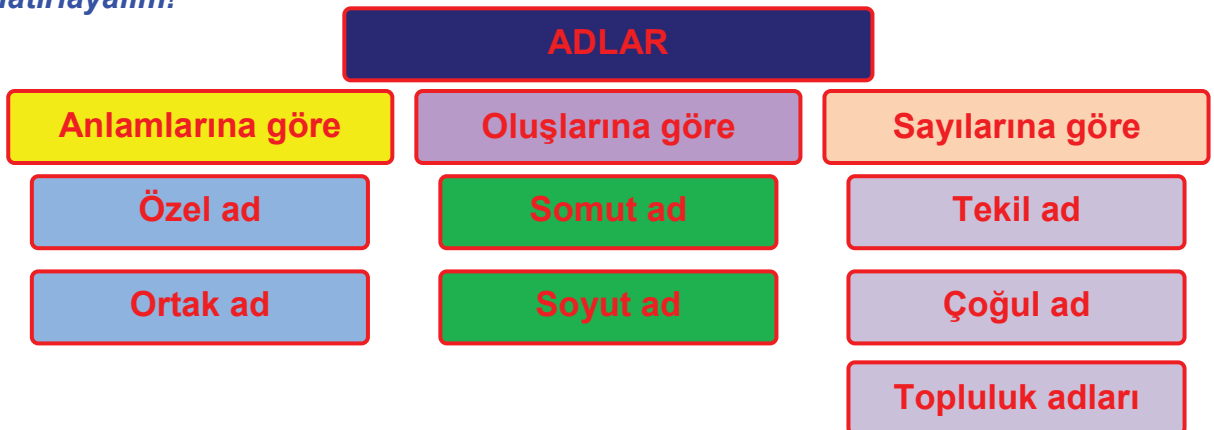 hatırlayalım!
ADLAR
Anlamlarına göre
Oluşlarına göre
Sayılarına göre
Özel ad
Somut ad
Tekil ad
Ortak ad
Soyut ad
Çoğul ad
Topluluk adları